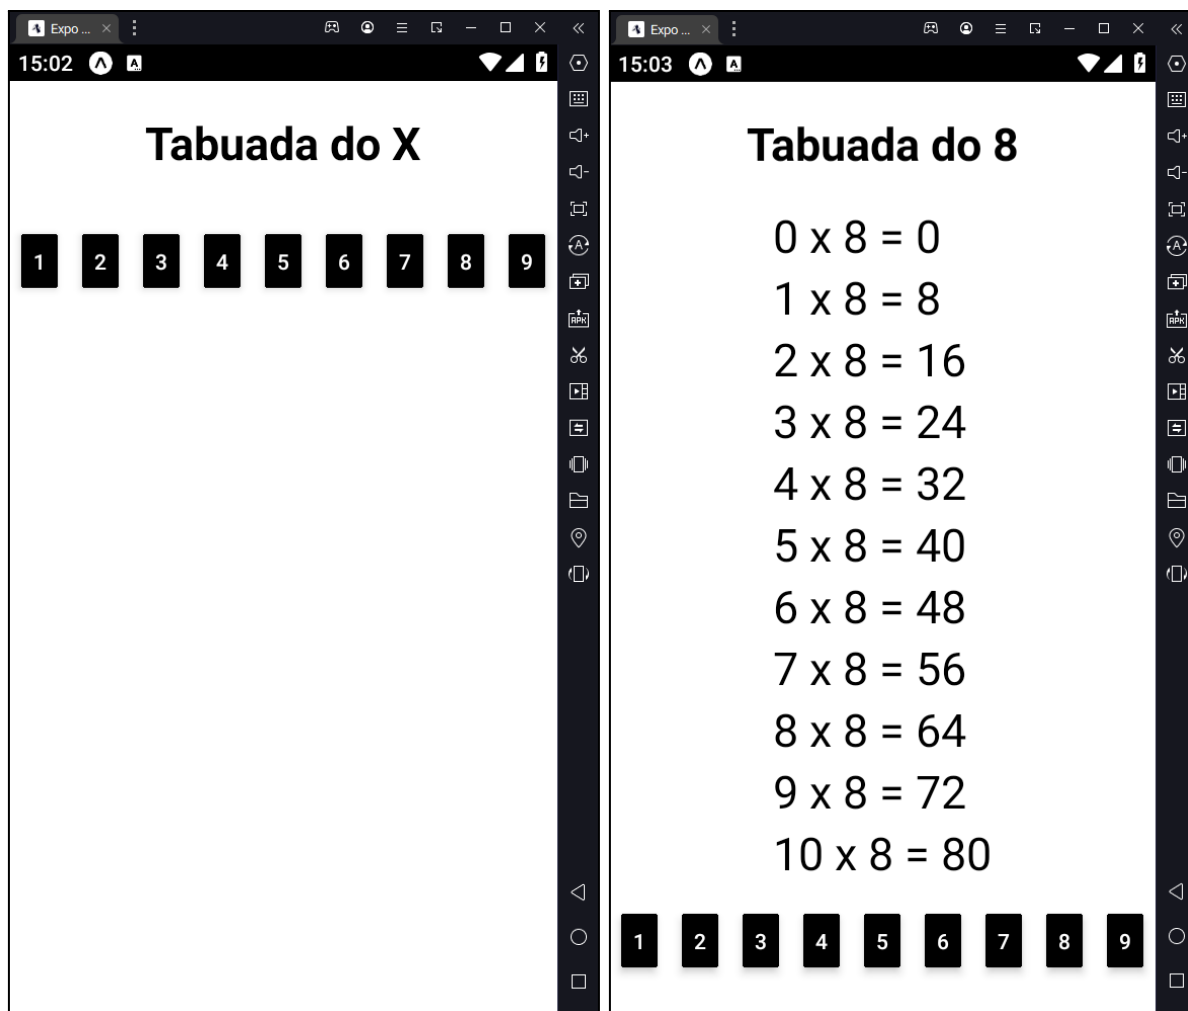 Expo ...
15:02
Tabuada do X
1 2 3 4 5 6 7 8 9
Expo ...
15:03
Tabuada do 8
0 x 8 = 0
1 x 8 = 8
2 x 8 = 16
3 x 8 = 24
4 x 8 = 32
5 x 8 = 40
6 x 8 = 48
7 x 8 = 56
8 x 8 = 64
9 x 8 = 72
10 x 8 = 80
1 2 3 4 5 6 7 8 9